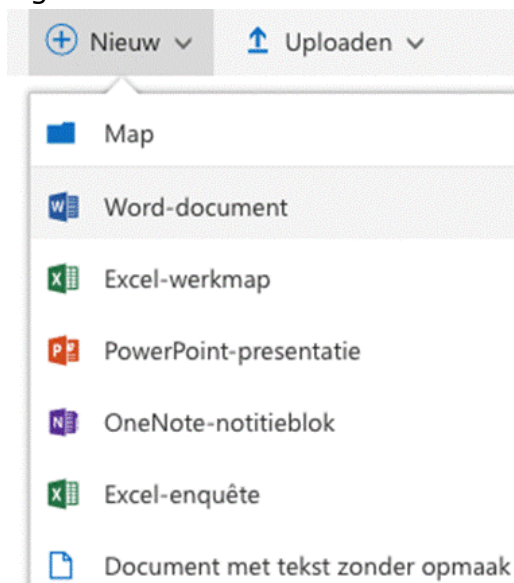 Nieuw
Uploaden
Map
Word-document
Excel-werkmap
PowerPoint-presentatie
OneNote-notitieblok
Excel-enquête
Document met tekst zonder opmaak